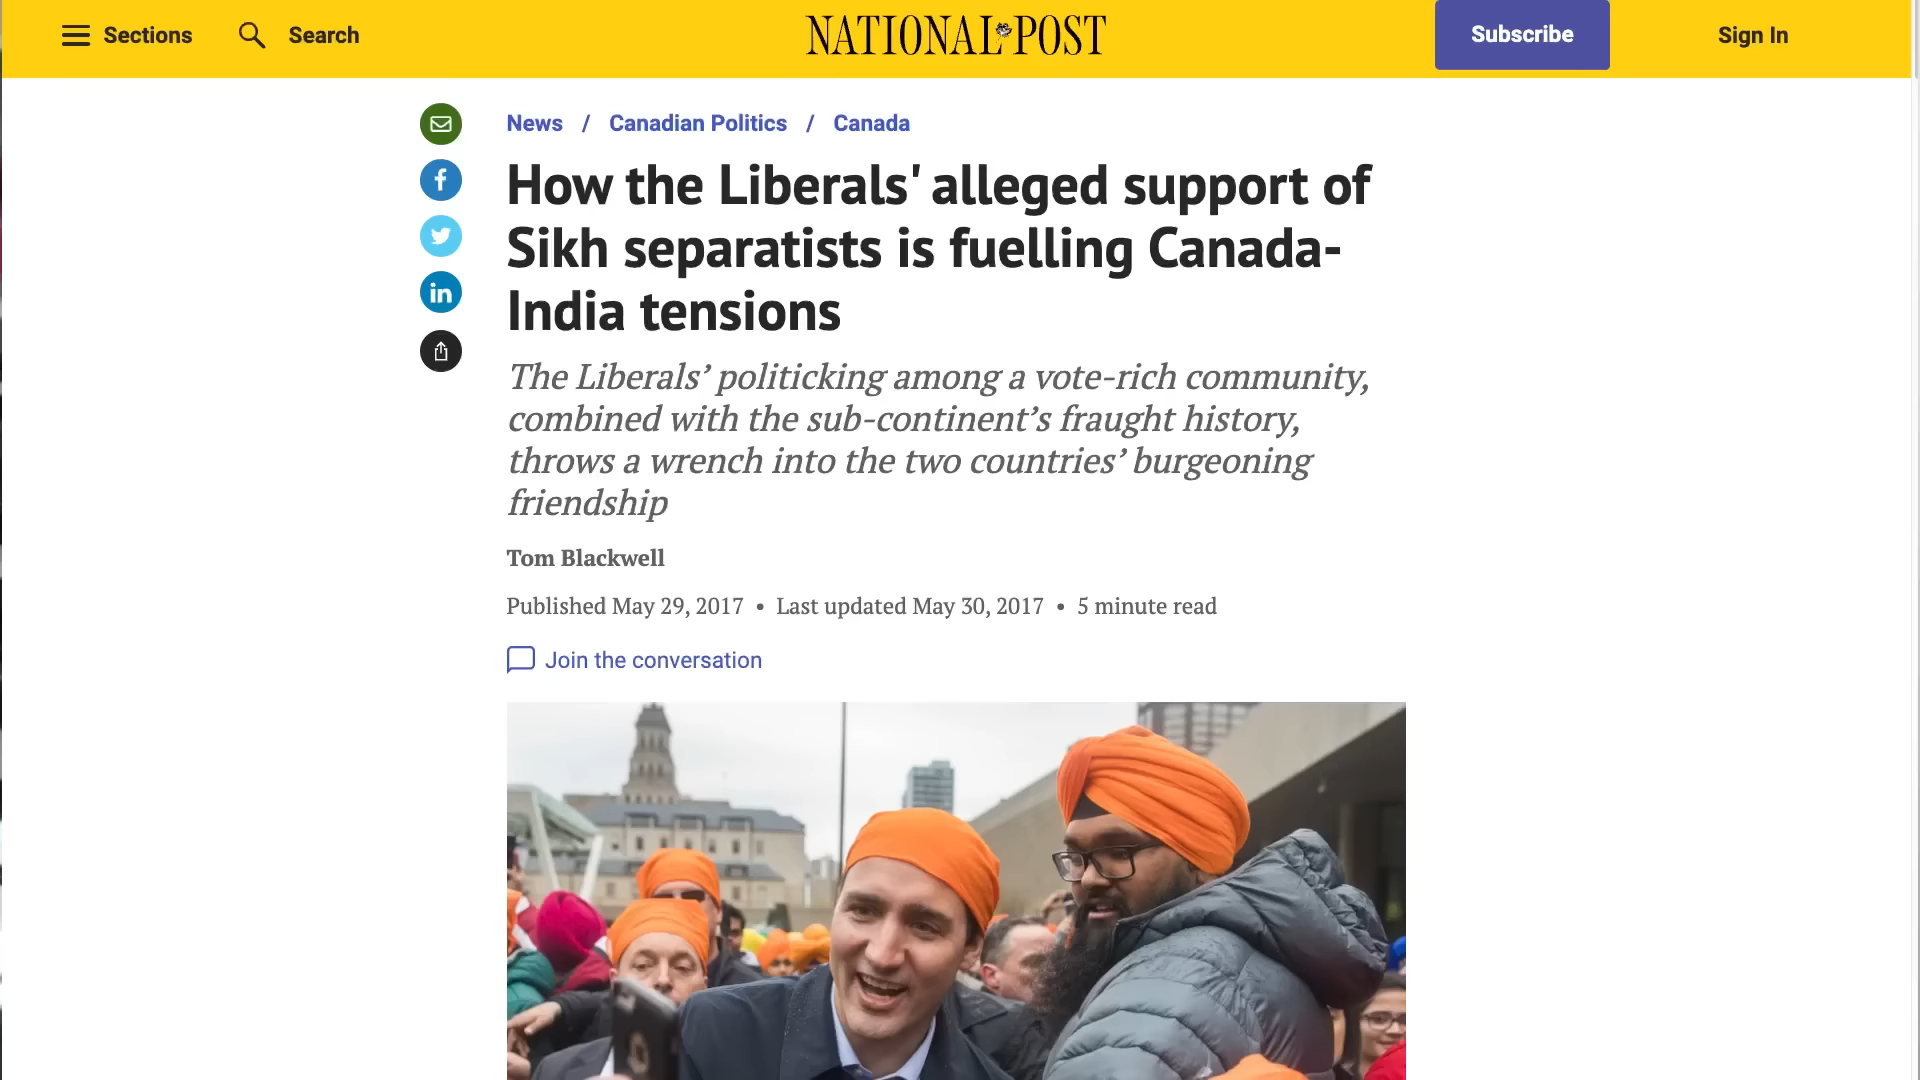 Sections
Search
NATIONAL POST
Subscribe
Sign In
News / Canadian Politics / Canada
How the Liberals' alleged support of
Sikh separatists is fuelling Canada-
India tensions
The Liberals’ politicking among a vote-rich community,
combined with the sub-continent’s fraught history,
throws a wrench into the two countries’ burgeoning
friendship
Tom Blackwell
Published May 29, 2017 • Last updated May 30, 2017 • 5 minute read
Join the conversation